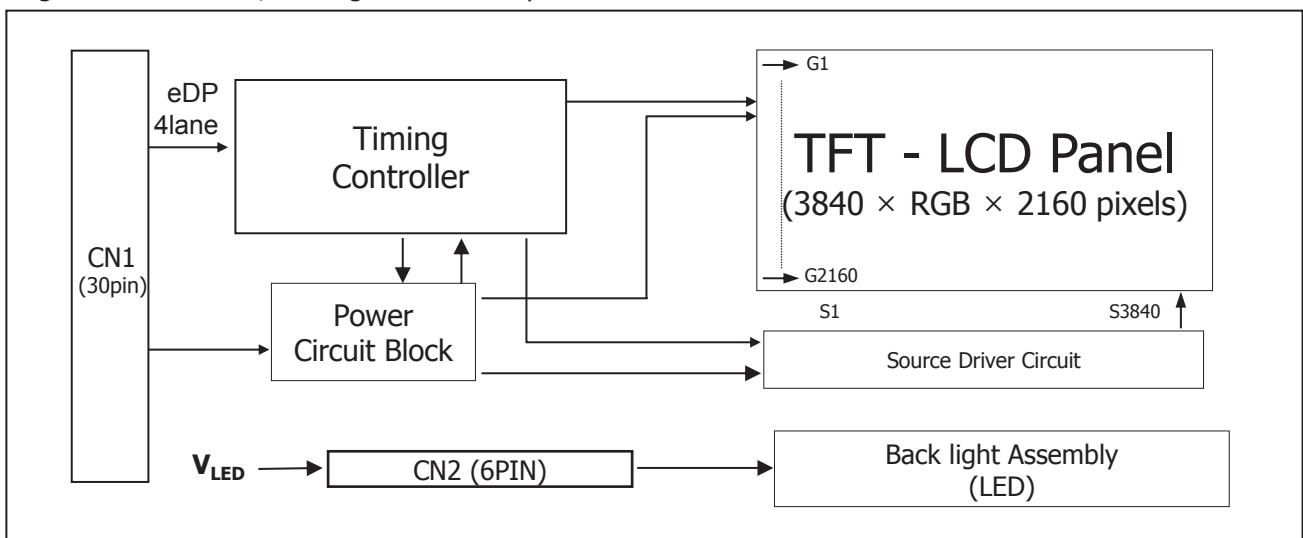 eDP
4lane
CN1
(30pin)
Timing
Controller
Power
Circuit Block
G1
TFT - LCD Panel
(3840 × RGB × 2160 pixels)
G2160
S1
S3840
Source Driver Circuit
VLED
CN2 (6PIN)
Back light Assembly
(LED)